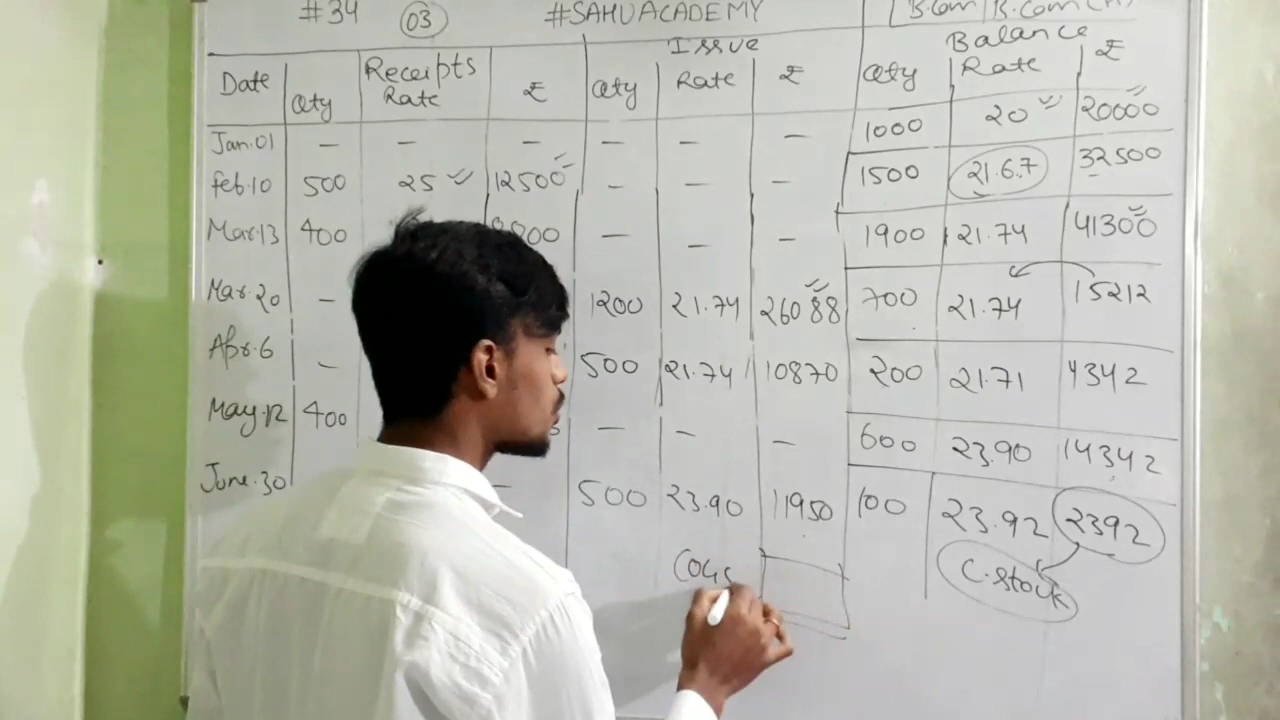 #34 03 #SAHUACADEMY B.Com/B.Com(H)
Receipts Issue Balance
Date Qty Rate ₹ Qty Rate ₹ Qty Rate ₹
Jan.01 — — — — — — 1000 20 20000
Feb.10 500 25 12500 — — — 1500 21.67 32500
Mar.13 400 — — — 1900 21.74 41300
Mar.20 — 1200 21.74 26088 700 21.74 15212
Apr.6 — 500 21.74 10870 200 21.71 4342
May.12 400 — — — 600 23.90 14342
June.30 — 500 23.90 11950 100 23.92 2392
COGS C.Stock